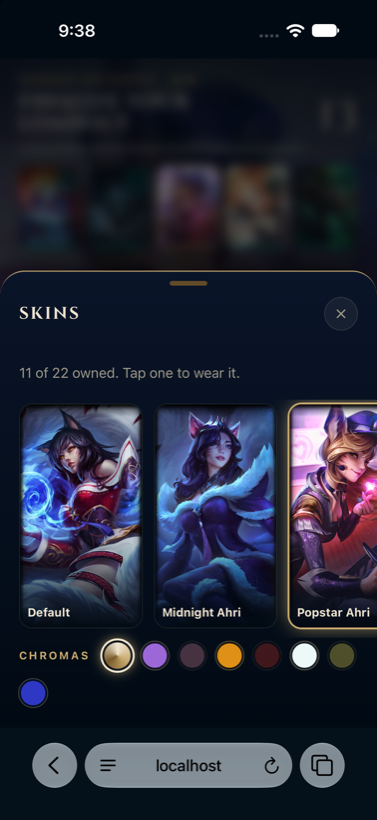 9:38
SKINS
11 of 22 owned. Tap one to wear it.
Default
Midnight Ahri
Popstar Ahri
CHROMAS
localhost